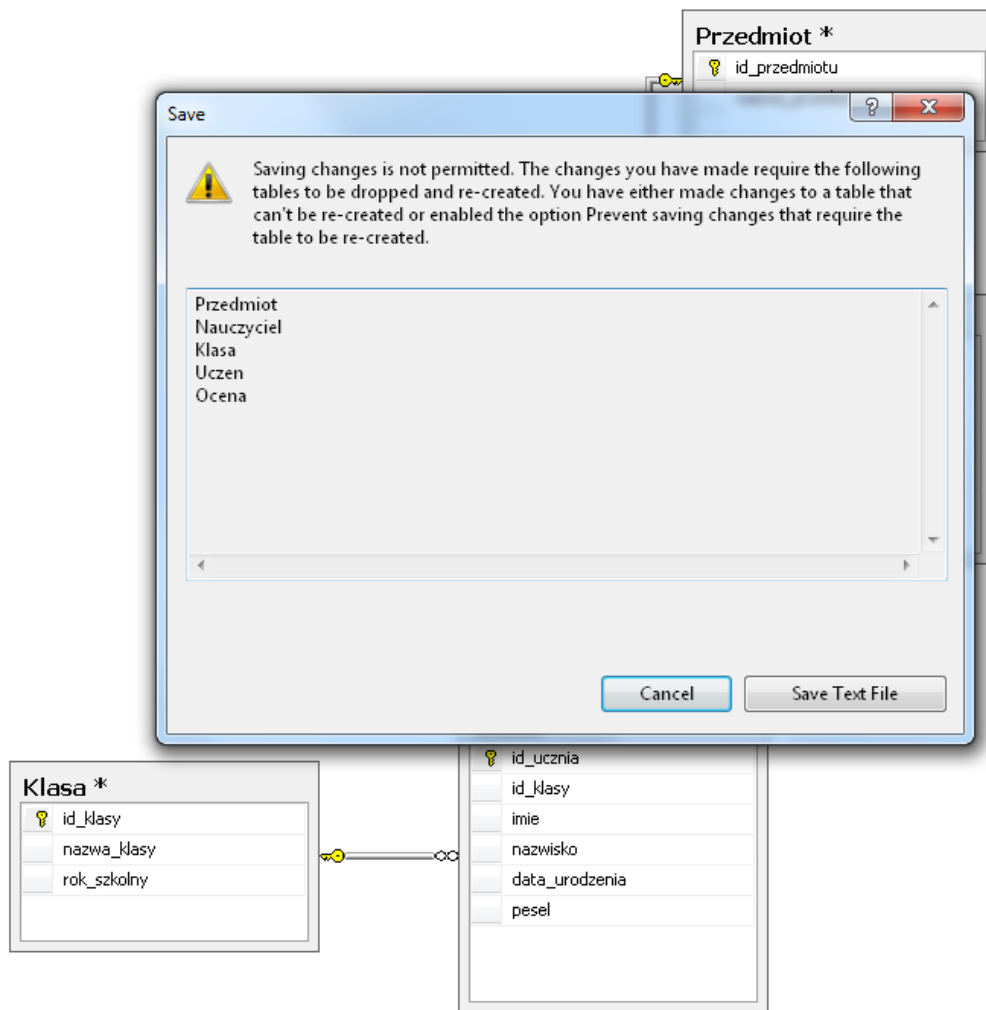 Przedmiot *
id_przedmiotu
Save
?
Saving changes is not permitted. The changes you have made require the following
tables to be dropped and re-created. You have either made changes to a table that
can't be re-created or enabled the option Prevent saving changes that require the
table to be re-created.
Przedmiot
Nauczyciel
Klasa
Uczen
Ocena
Cancel
Save Text File
Klasa *
id_klasy
nazwa_klasy
rok_szkolny
id_ucznia
id_klasy
imie
nazwisko
data_urodzenia
pesel